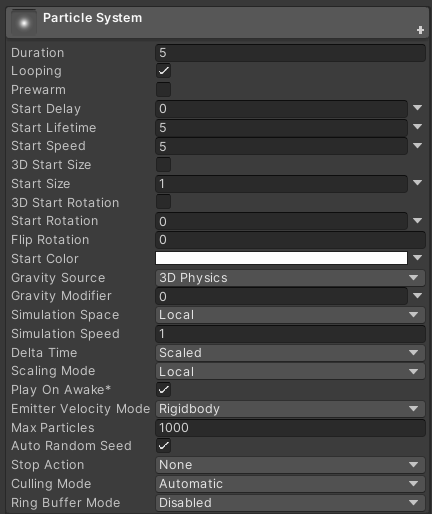 Particle System
Duration 5
Looping
Prewarm
Start Delay 0
Start Lifetime 5
Start Speed 5
3D Start Size
Start Size 1
3D Start Rotation
Start Rotation 0
Flip Rotation 0
Start Color
Gravity Source 3D Physics
Gravity Modifier 0
Simulation Space Local
Simulation Speed 1
Delta Time Scaled
Scaling Mode Local
Play On Awake*
Emitter Velocity Mode Rigidbody
Max Particles 1000
Auto Random Seed
Stop Action None
Culling Mode Automatic
Ring Buffer Mode Disabled